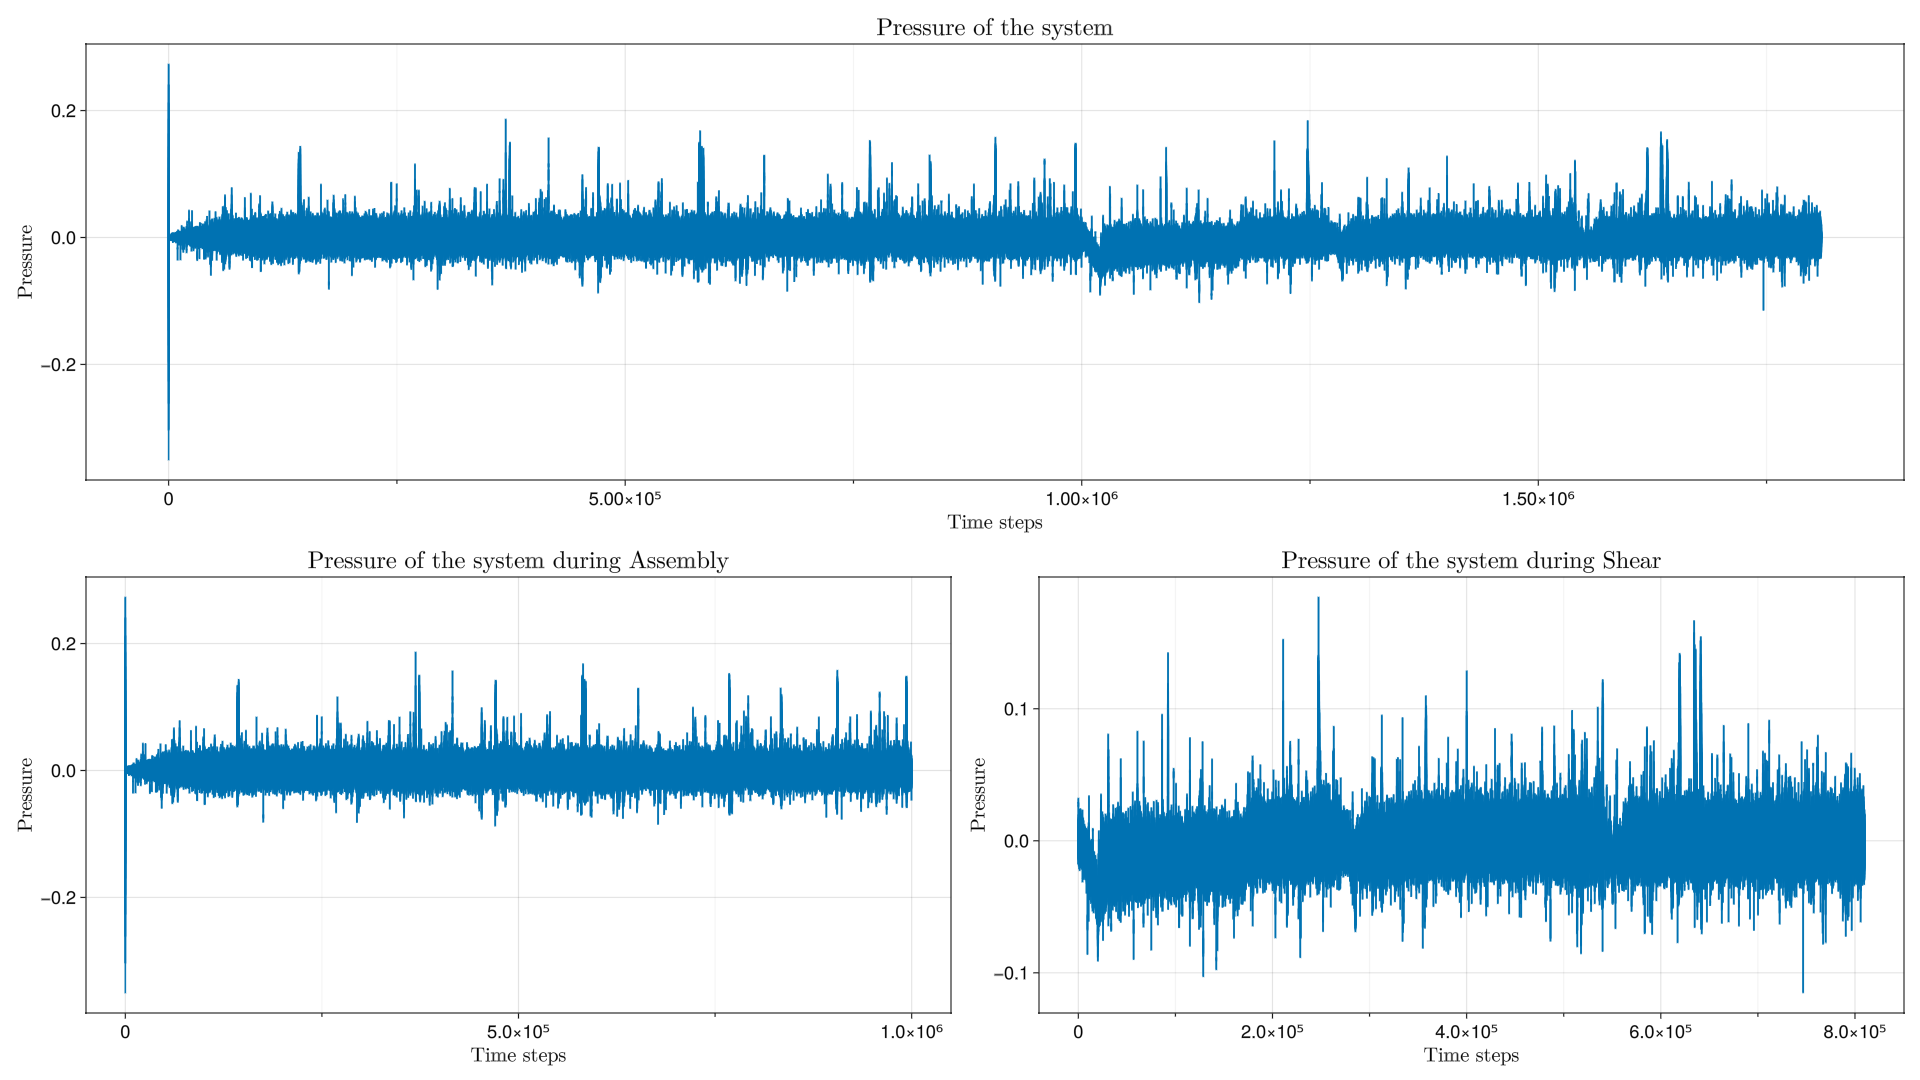 Pressure of the system
Pressure
0.2
0.0
−0.2
0
5.00×10⁵
1.00×10⁶
1.50×10⁶
Time steps
Pressure of the system during Assembly
Pressure
0.2
0.0
−0.2
0
5.0×10⁵
1.0×10⁶
Time steps
Pressure of the system during Shear
Pressure
0.1
0.0
−0.1
0
2.0×10⁵
4.0×10⁵
6.0×10⁵
8.0×10⁵
Time steps